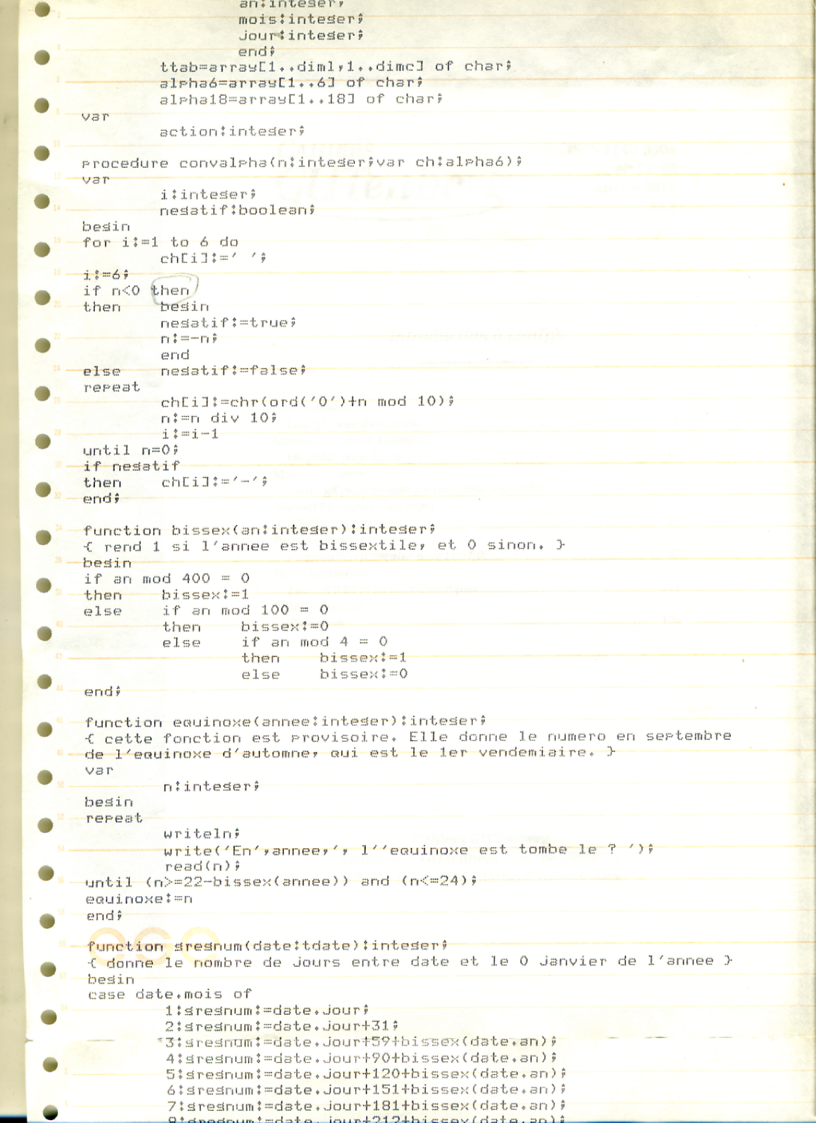 an:integer;
mois:integer;
jour:integer;
end;
ttab=array[1..diml,1..dimc] of char;
alpha6=array[1..6] of char;
alpha18=array[1..18] of char;
var
action:integer;
procedure convalpha(n:integer;var ch:alpha6);
var
i:integer;
negatif:boolean;
begin
for i:=1 to 6 do
ch[i]:=' ';
i:=6;
if n<0 then
then begin
negatif:=true;
n:=-n;
end
else negatif:=false;
repeat
ch[i]:=chr(ord('0')+n mod 10);
n:=n div 10;
i:=i-1
until n=0;
if negatif
then ch[i]:='-';
end;
function bissex(an:integer):integer;
{ rend 1 si l'annee est bissextile, et 0 sinon. }
begin
if an mod 400 = 0
then bissex:=1
else if an mod 100 = 0
then bissex:=0
else if an mod 4 = 0
then bissex:=1
else bissex:=0
end;
function equinoxe(annee:integer):integer;
{ cette fonction est provisoire. Elle donne le numero en septembre
de l'equinoxe d'automne, qui est le 1er vendemiaire. }
var
n:integer;
begin
repeat
writeln;
write('En',annee,', l''equinoxe est tombe le ? ');
read(n);
until (n>=22-bissex(annee)) and (n<=24);
equinoxe:=n
end;
function gregnum(date:tdate):integer;
{ donne le nombre de jours entre date et le 0 janvier de l'annee }
begin
case date.mois of
1:gregnum:=date.jour;
2:gregnum:=date.jour+31;
3:gregnum:=date.jour+59+bissex(date.an);
4:gregnum:=date.jour+90+bissex(date.an);
5:gregnum:=date.jour+120+bissex(date.an);
6:gregnum:=date.jour+151+bissex(date.an);
7:gregnum:=date.jour+181+bissex(date.an);
8:gregnum:=date.jour+212+bissex(date.an);